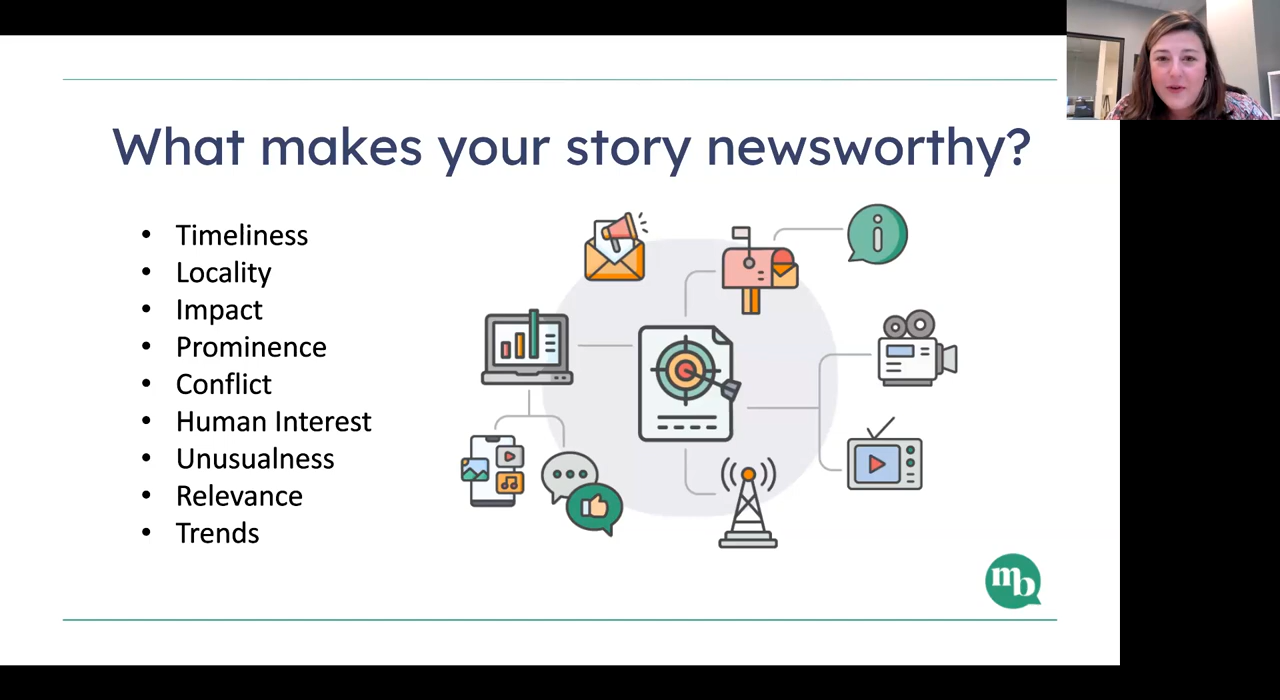 What makes your story newsworthy?
• Timeliness
• Locality
• Impact
• Prominence
• Conflict
• Human Interest
• Unusualness
• Relevance
• Trends
mb